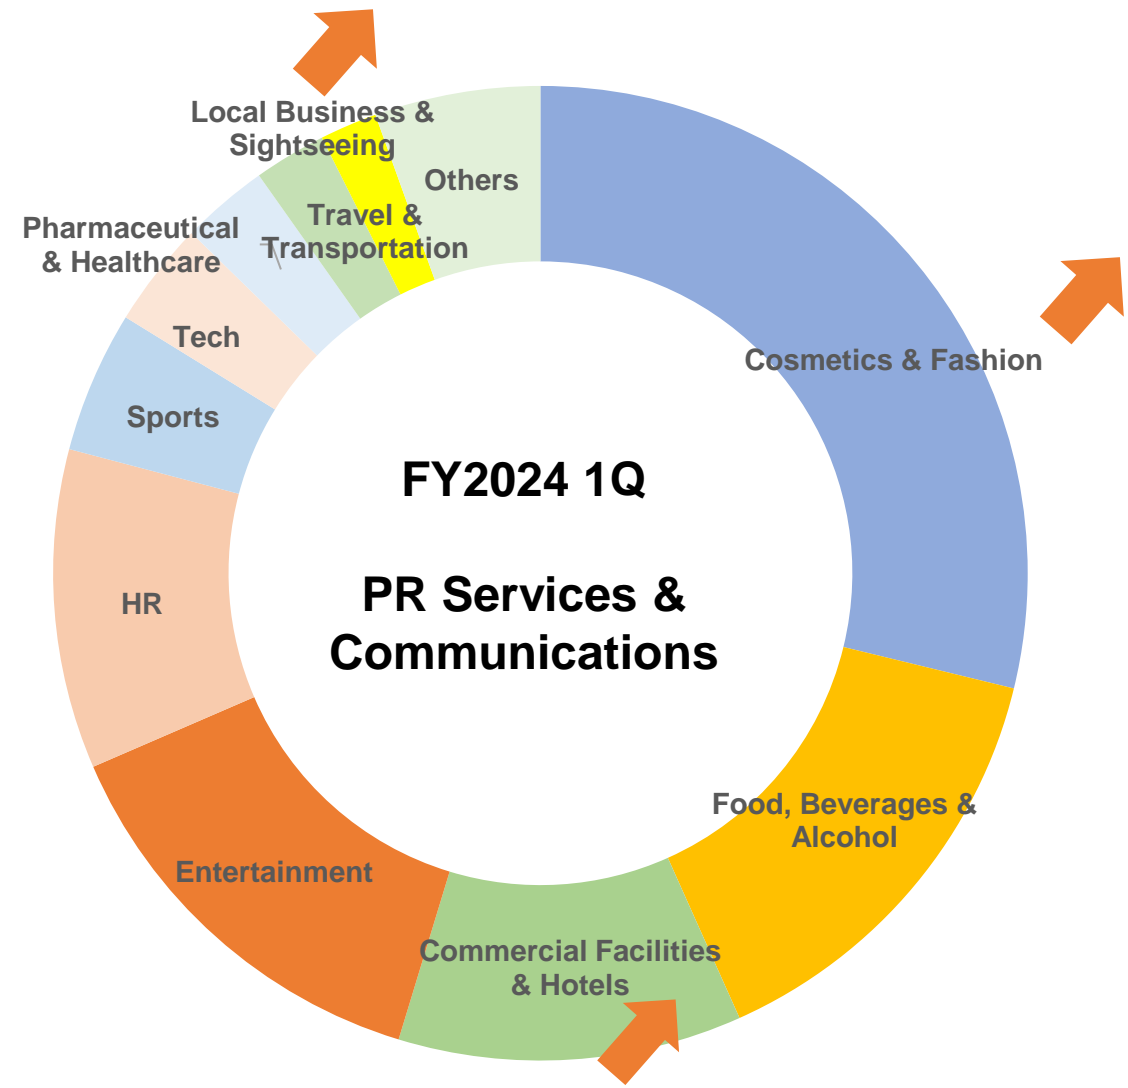 Local Business &
Sightseeing
Others
Travel &
Transportation
Pharmaceutical
& Healthcare
Tech
Cosmetics & Fashion
Sports
FY2024 1Q
PR Services &
Communications
HR
Food, Beverages &
Alcohol
Entertainment
Commercial Facilities
& Hotels